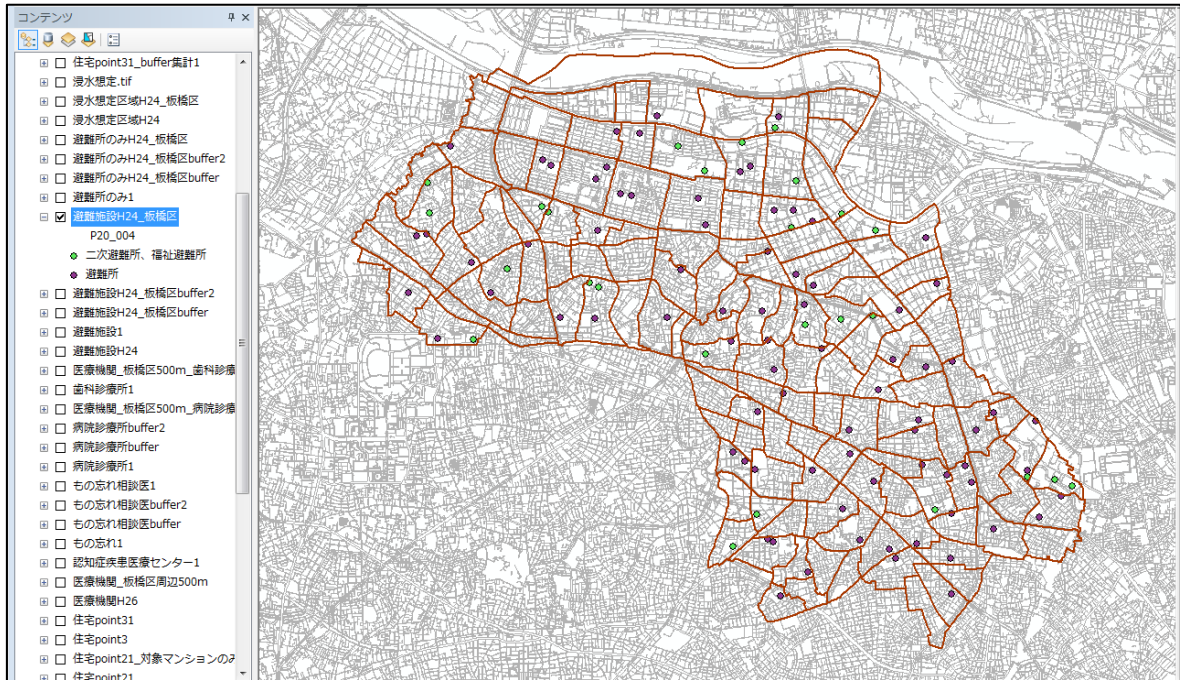 コンテンツ
住宅point31_buffer集計1
浸水想定.tif
浸水想定区域H24_板橋区
浸水想定区域H24
避難所のみH24_板橋区
避難所のみH24_板橋区buffer2
避難所のみH24_板橋区buffer
避難所のみ1
避難施設H24_板橋区
P20_004
二次避難所、福祉避難所
避難所
避難施設H24_板橋区buffer2
避難施設H24_板橋区buffer
避難施設1
避難施設H24
医療機関_板橋区500m_歯科診療
歯科診療所1
医療機関_板橋区500m_病院診療
病院診療所buffer2
病院診療所buffer
病院診療所1
もの忘れ相談医1
もの忘れ相談医buffer2
もの忘れ相談医buffer
もの忘れ1
認知症疾患医療センター1
医療機関_板橋区周辺500m
医療機関H26
住宅point31
住宅point3
住宅point21_対象マンションのみ
住宅point21